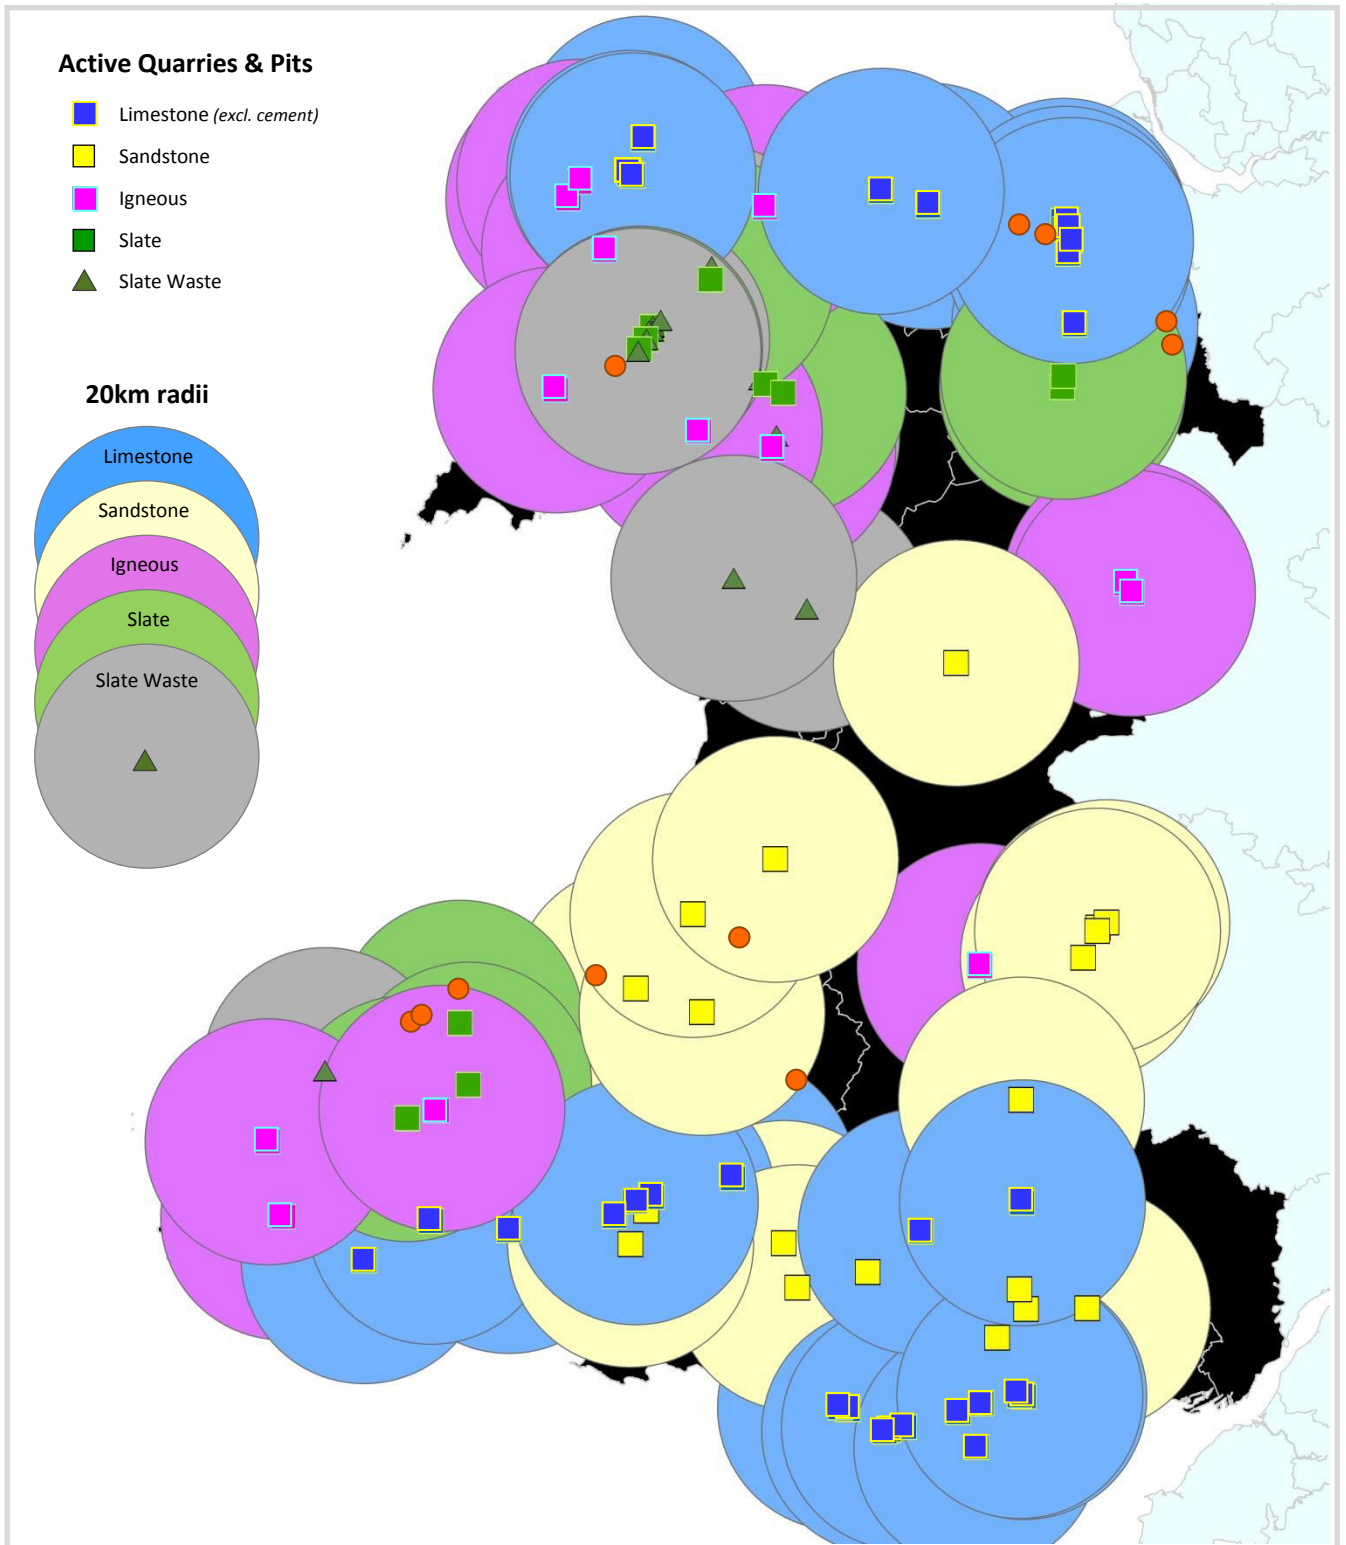 Active Quarries & Pits
Limestone (excl. cement)
Sandstone
Igneous
Slate
Slate Waste
20km radii
Limestone
Sandstone
Igneous
Slate
Slate Waste